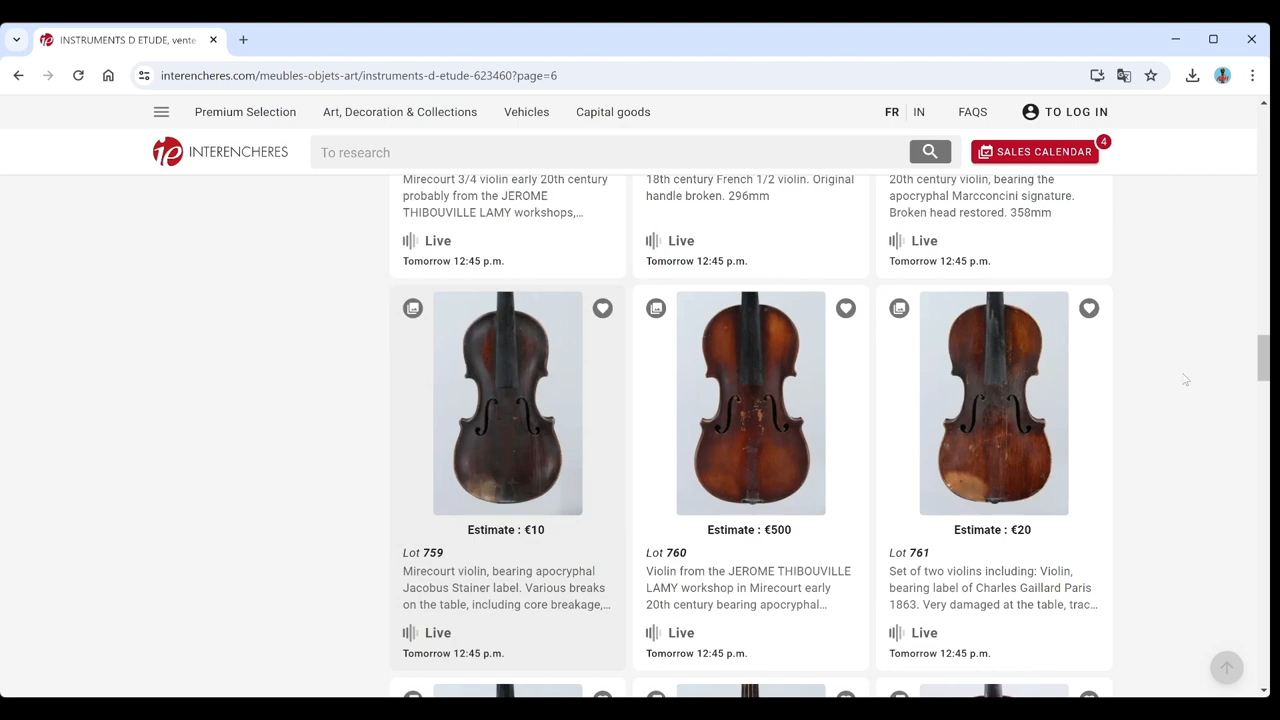 INSTRUMENTS D ETUDE, vente
interencheres.com/meubles-objets-art/instruments-d-etude-623460?page=6
Premium Selection
Art, Decoration & Collections
Vehicles
Capital goods
FR
IN
FAQS
TO LOG IN
INTERENCHERES
To research
SALES CALENDAR
4
Mirecourt 3/4 violin early 20th century
probably from the JEROME
THIBOUVILLE LAMY workshops,...
Live
Tomorrow 12:45 p.m.
18th century French 1/2 violin. Original
handle broken. 296mm
Live
Tomorrow 12:45 p.m.
20th century violin, bearing the
apocryphal Marcconcini signature.
Broken head restored. 358mm
Live
Tomorrow 12:45 p.m.
Estimate : €10
Lot 759
Mirecourt violin, bearing apocryphal
Jacobus Stainer label. Various breaks
on the table, including core breakage,...
Live
Tomorrow 12:45 p.m.
Estimate : €500
Lot 760
Violin from the JEROME THIBOUVILLE
LAMY workshop in Mirecourt early
20th century bearing apocryphal...
Live
Tomorrow 12:45 p.m.
Estimate : €20
Lot 761
Set of two violins including: Violin,
bearing label of Charles Gaillard Paris
1863. Very damaged at the table, trac...
Live
Tomorrow 12:45 p.m.